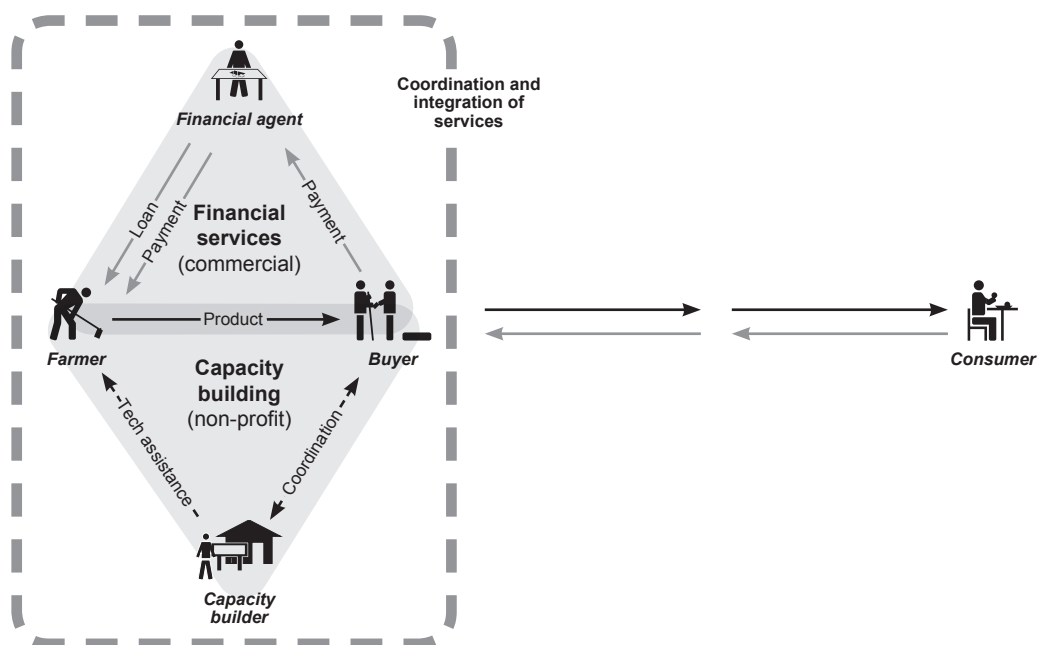 Financial agent
Coordination and
integration of
services
Loan
Payment
Payment
Financial
services
(commercial)
Product
Farmer
Buyer
Consumer
Capacity
building
(non-profit)
Tech assistance
Coordination
Capacity
builder